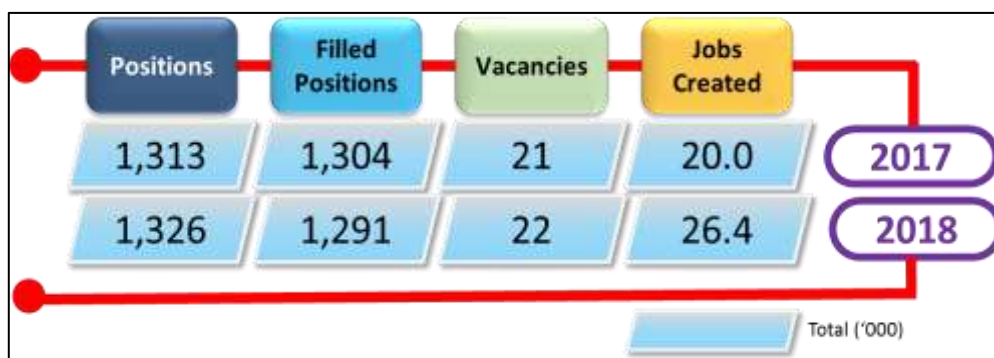 Positions
Filled
Positions
Vacancies
Jobs
Created
1,313 1,304 21 20.0 2017
1,326 1,291 22 26.4 2018
Total (‘000)